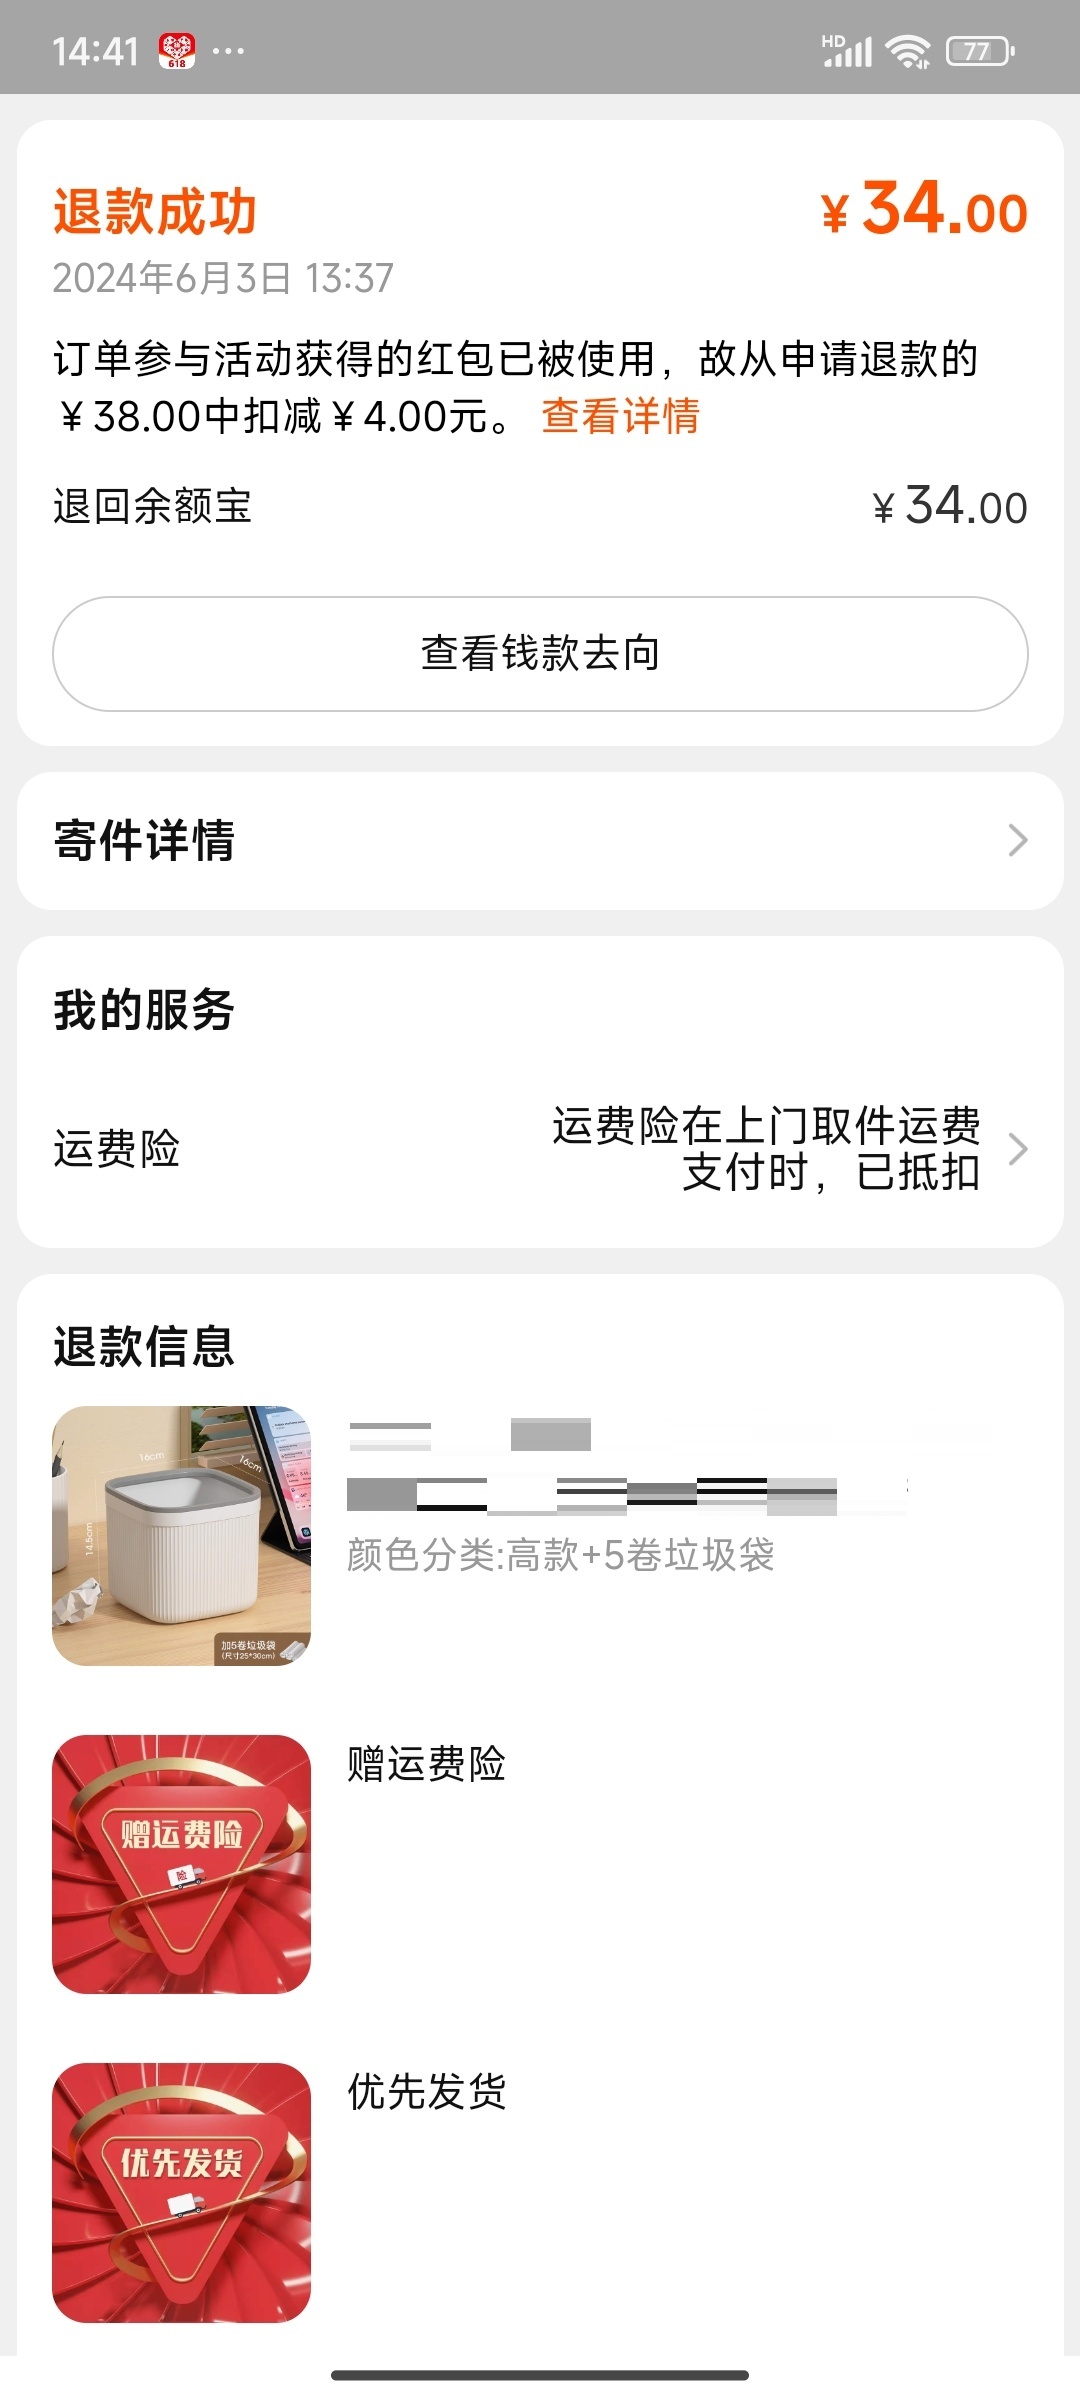 14:41
618
HD
77
退款成功
¥34.00
2024年6月3日 13:37
订单参与活动获得的红包已被使用，故从申请退款的
¥38.00中扣减¥4.00元。 查看详情
退回余额宝
¥34.00
查看钱款去向
寄件详情
我的服务
运费险
运费险在上门取件运费
支付时，已抵扣
退款信息
16cm
16cm
14.5cm
加5卷垃圾袋
(尺寸25*30cm)
颜色分类:高款+5卷垃圾袋
赠运费险
险
赠运费险
优先发货
优先发货